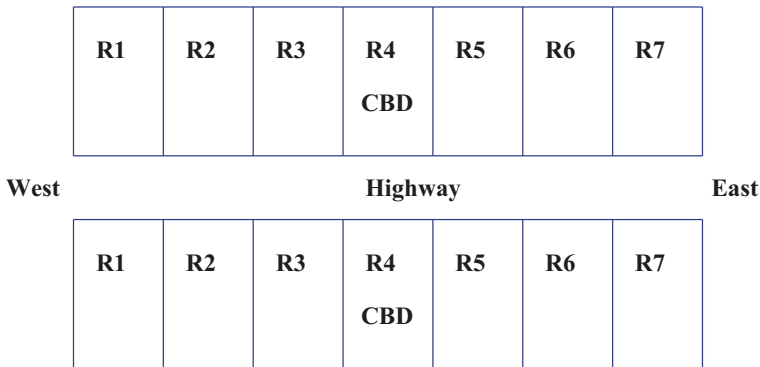 R1 R2 R3 R4 R5 R6 R7
CBD
West Highway East
R1 R2 R3 R4 R5 R6 R7
CBD